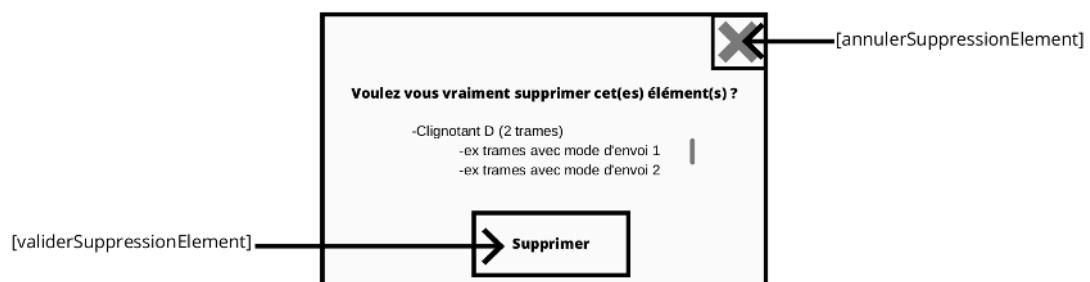 [annulerSuppressionElement]
Voulez vous vraiment supprimer cet(es) élément(s) ?
-Clignotant D (2 trames)
-ex trames avec mode d'envoi 1
-ex trames avec mode d'envoi 2
[validerSuppressionElement]
Supprimer